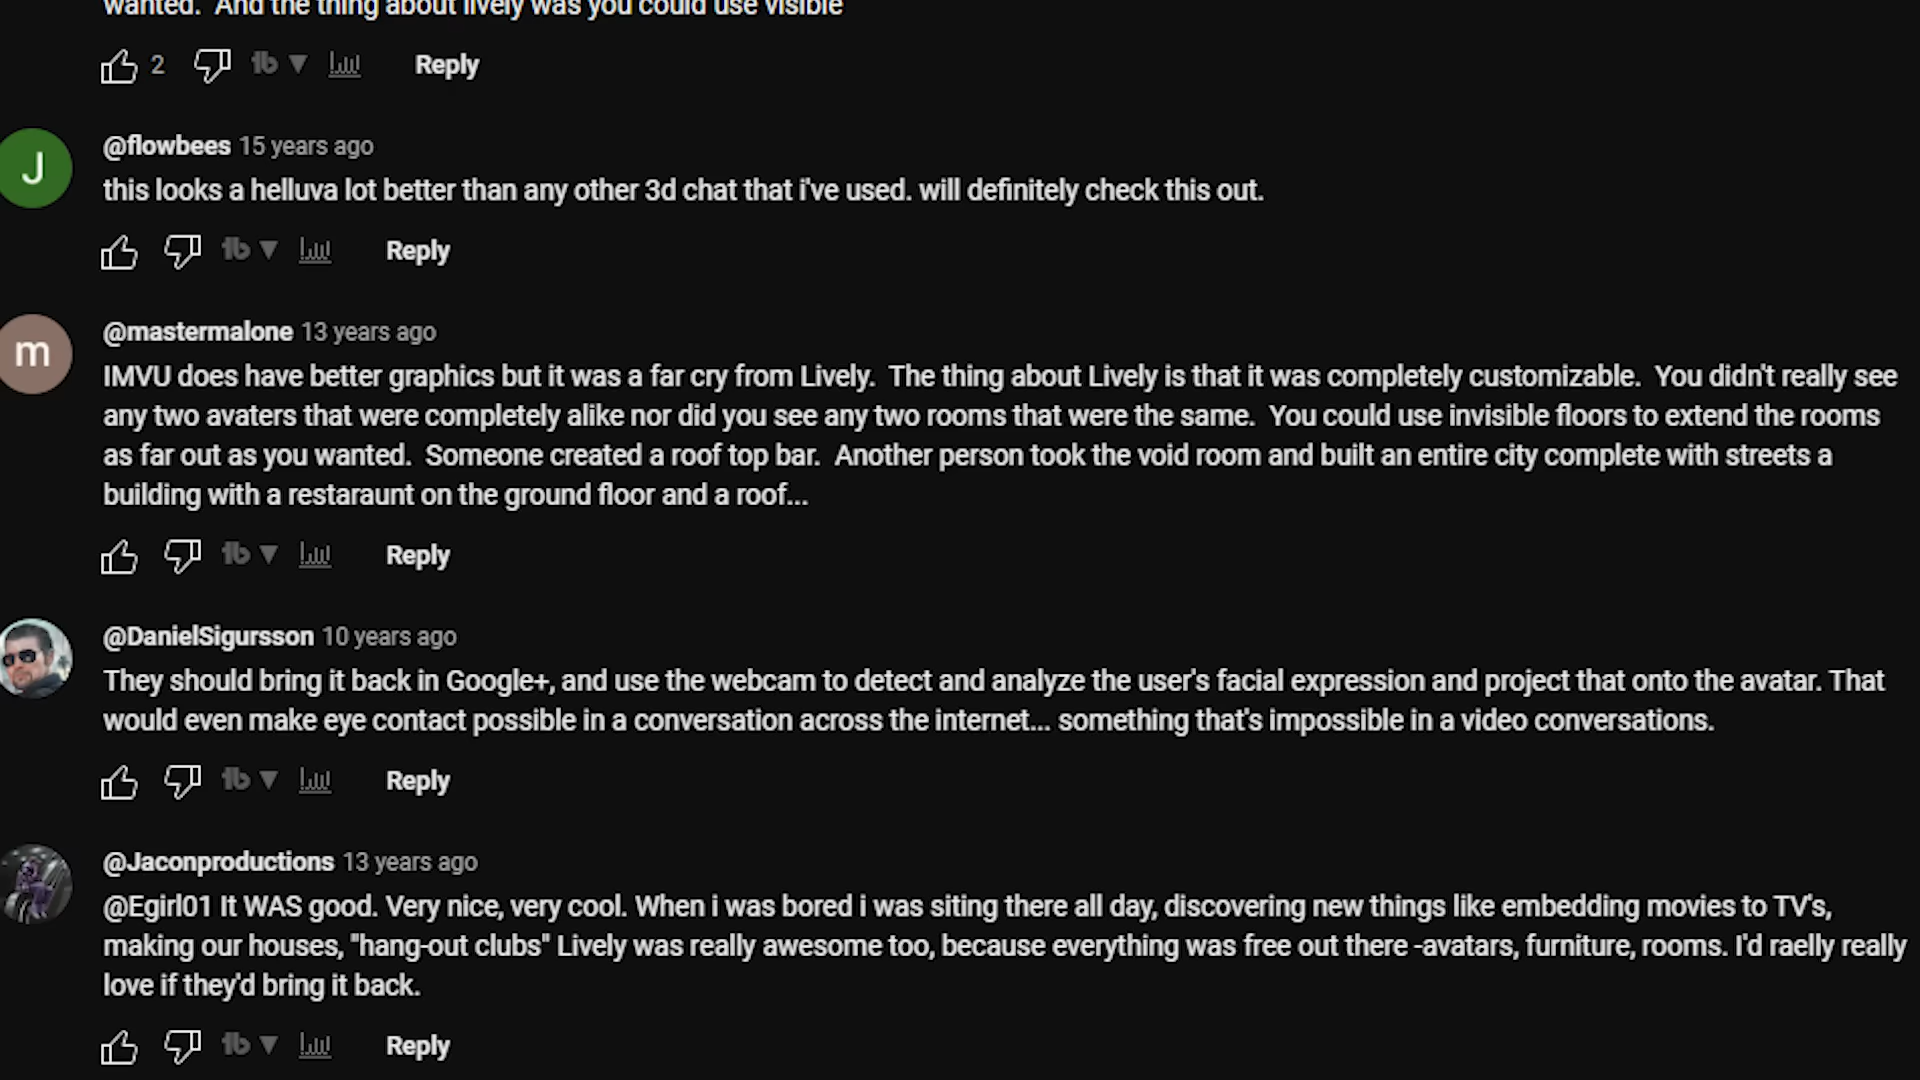 wanted.  And the thing about lively was you could use visible
2 Reply
@flowbees 15 years ago
J
this looks a helluva lot better than any other 3d chat that i've used. will definitely check this out.
Reply
@mastermalone 13 years ago
m
IMVU does have better graphics but it was a far cry from Lively.  The thing about Lively is that it was completely customizable.  You didn't really see
any two avaters that were completely alike nor did you see any two rooms that were the same.  You could use invisible floors to extend the rooms
as far out as you wanted.  Someone created a roof top bar.  Another person took the void room and built an entire city complete with streets a
building with a restaraunt on the ground floor and a roof...
Reply
@DanielSigursson 10 years ago
They should bring it back in Google+, and use the webcam to detect and analyze the user's facial expression and project that onto the avatar. That
would even make eye contact possible in a conversation across the internet... something that's impossible in a video conversations.
Reply
@Jaconproductions 13 years ago
@Egirl01 It WAS good. Very nice, very cool. When i was bored i was siting there all day, discovering new things like embedding movies to TV's,
making our houses, "hang-out clubs" Lively was really awesome too, because everything was free out there -avatars, furniture, rooms. I'd raelly really
love if they'd bring it back.
Reply